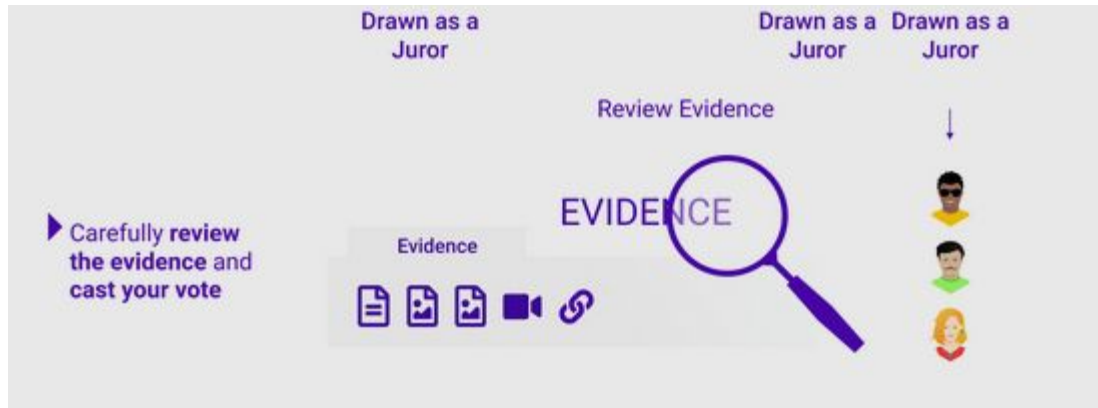 Drawn as a
Juror
Drawn as a
Juror
Drawn as a
Juror
Review Evidence
EVIDENCE
Carefully review
the evidence and
cast your vote
Evidence